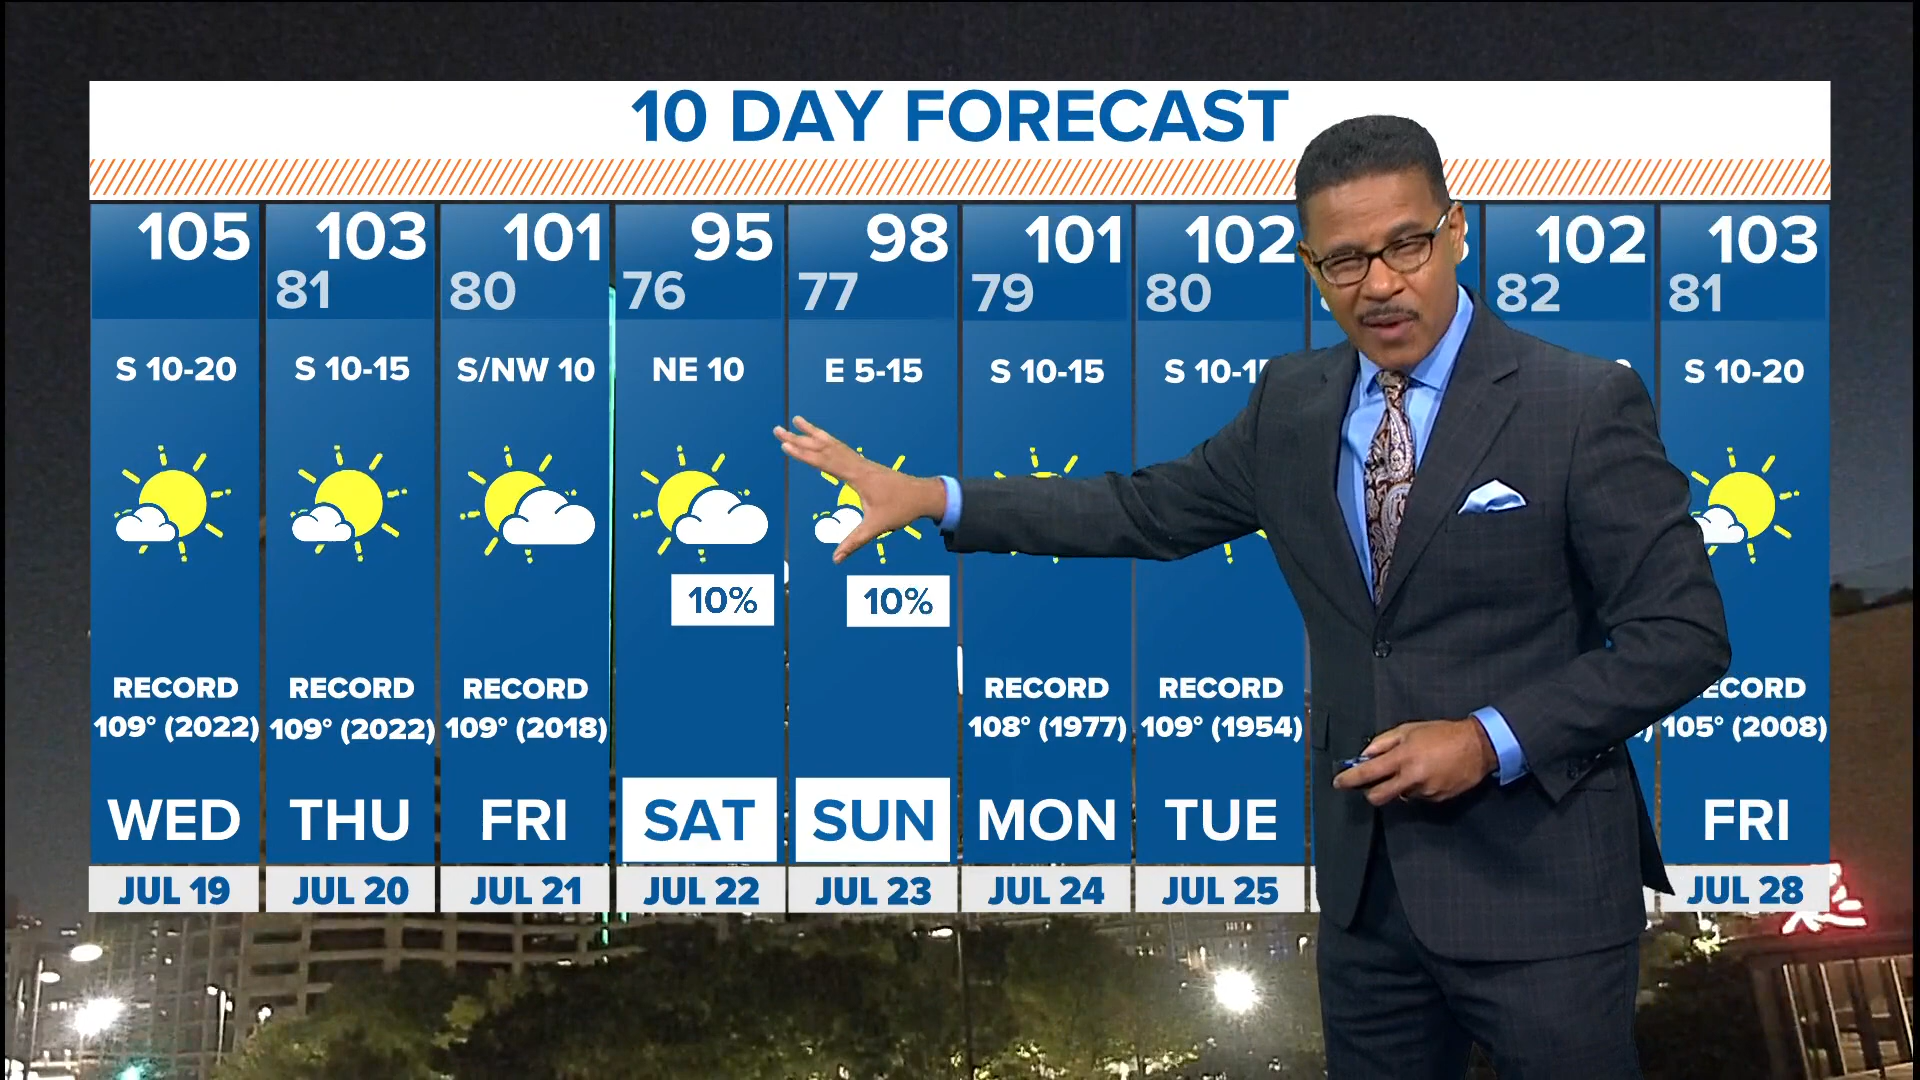 10 DAY FORECAST
105 103 101 95 98 101 102 102 103
81 80 76 77 79 80 82 81
S 10-20 S 10-15 S/NW 10 NE 10 E 5-15 S 10-15 S 10-20
10% 10%
RECORD RECORD RECORD RECORD RECORD
109° (2022) 109° (2022) 109° (2018) 108° (1977) 109° (1954) 105° (2008)
WED THU FRI SAT SUN MON TUE FRI
JUL 19 JUL 20 JUL 21 JUL 22 JUL 23 JUL 24 JUL 25 JUL 28